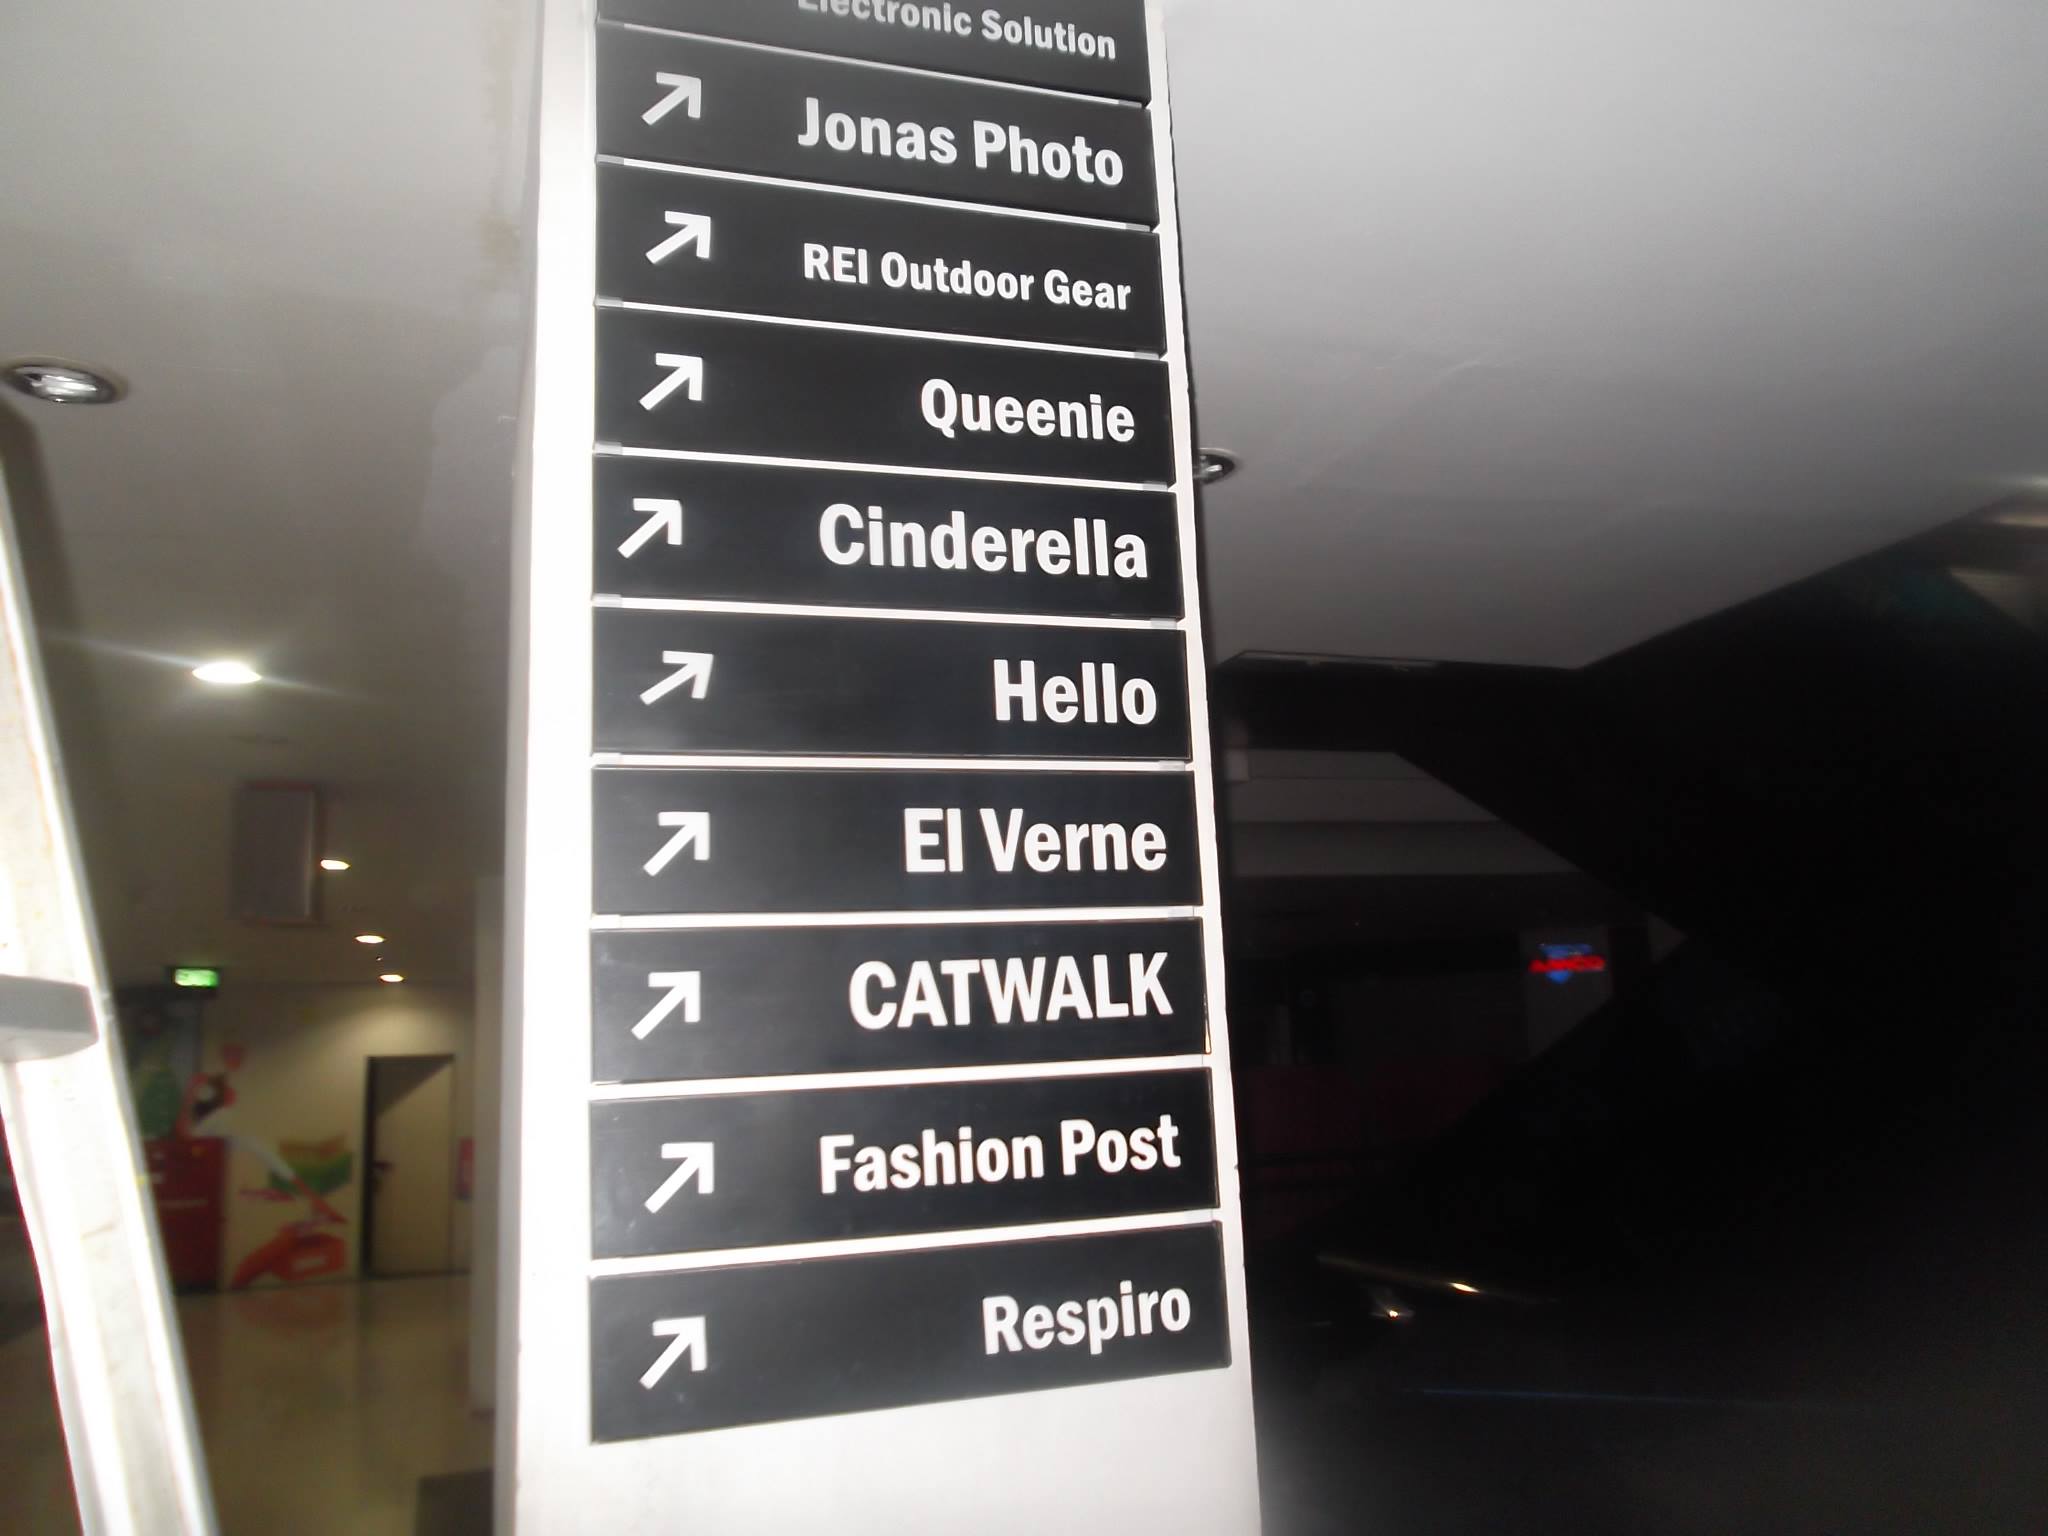 Electronic Solution
Jonas Photo
REI Outdoor Gear
Queenie
Cinderella
Hello
El Verne
CATWALK
Fashion Post
Respiro